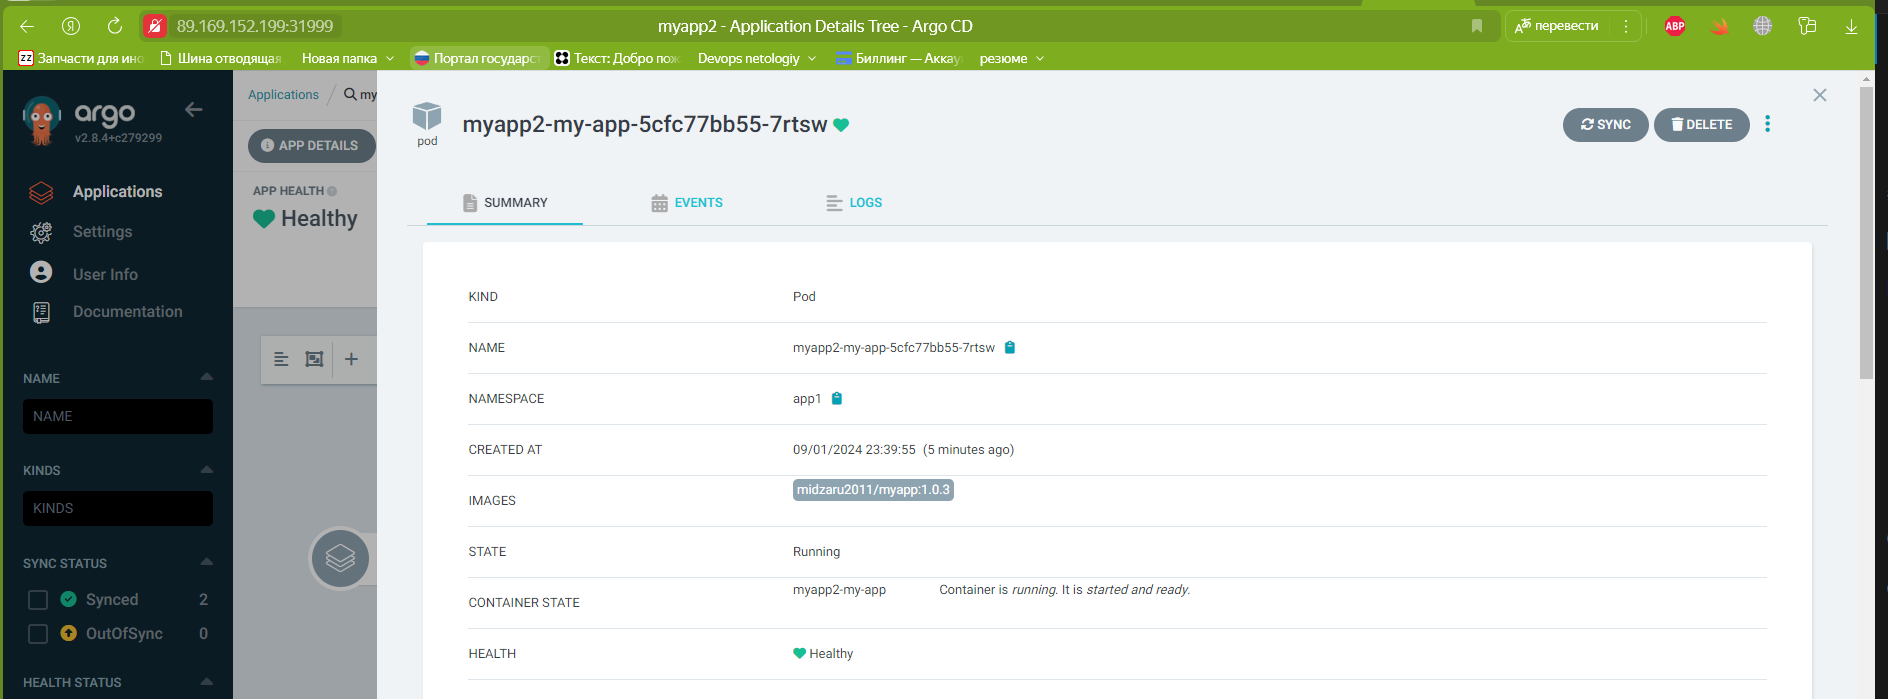 89.169.152.199:31999
myapp2 - Application Details Tree - Argo CD
перевести
ABP
ZZ Запчасти для ино
Шина отводящая
Новая папка
Портал государст
Текст: Добро пож
Devops netologiy
Биллинг — Аккау
резюме
argo
v2.8.4+c279299
Applications
Settings
User Info
Documentation
NAME
NAME
KINDS
KINDS
SYNC STATUS
Synced 2
OutOfSync 0
HEALTH STATUS
Applications / my
APP DETAILS
APP HEALTH
Healthy
pod
myapp2-my-app-5cfc77bb55-7rtsw
SYNC
DELETE
SUMMARY
EVENTS
LOGS
KIND Pod
NAME myapp2-my-app-5cfc77bb55-7rtsw
NAMESPACE app1
CREATED AT 09/01/2024 23:39:55 (5 minutes ago)
IMAGES midzaru2011/myapp:1.0.3
STATE Running
CONTAINER STATE myapp2-my-app Container is running. It is started and ready.
HEALTH Healthy